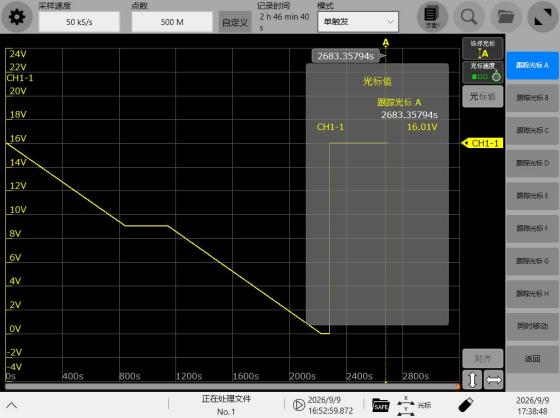 采样速度
点数
记录时间
模式
50 kS/s
500 M
自定义
2 h 46 min 40 s
单触发
选择光标
A
光标速度
光标值
跟踪光标 A
跟踪光标 B
跟踪光标 C
跟踪光标 D
跟踪光标 E
跟踪光标 F
跟踪光标 G
跟踪光标 H
同时移动
返回
A
2683.35794s
光标值
跟踪光标 A
2683.35794s
CH1-1 16.01V
24V
22V
CH1-1
20V
18V
16V
14V
12V
10V
8V
6V
4V
2V
0V
-2V
-4V
CH1-1
对齐
0s 400s 800s 1200s 1600s 2000s 2400s 2800s
正在处理文件
No. 1
2026/9/9
16:52:59.872
SAFE
X
Y
光标
2026/9/9
17:38:48